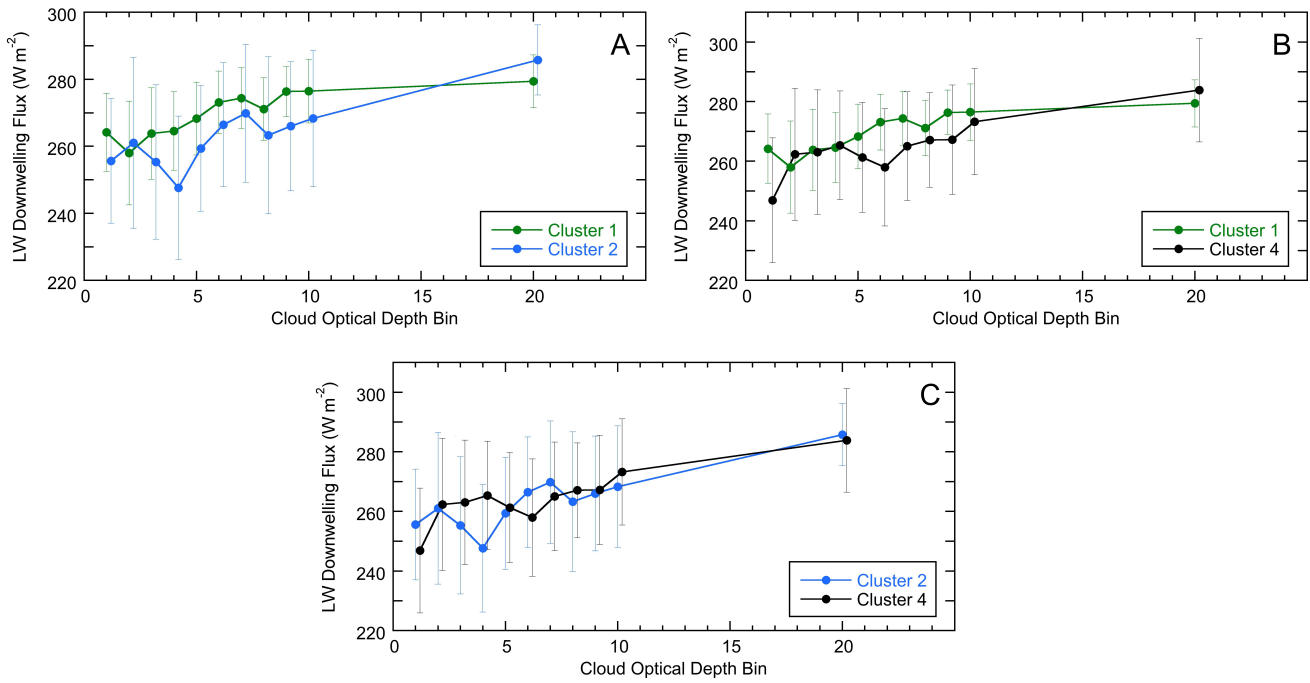 A
LW Downwelling Flux (W m-2)
300
280
260
240
220
0
5
10
15
20
Cloud Optical Depth Bin
Cluster 1
Cluster 2
B
LW Downwelling Flux (W m-2)
300
280
260
240
220
0
5
10
15
20
Cloud Optical Depth Bin
Cluster 1
Cluster 4
C
LW Downwelling Flux (W m-2)
300
280
260
240
220
0
5
10
15
20
Cloud Optical Depth Bin
Cluster 2
Cluster 4